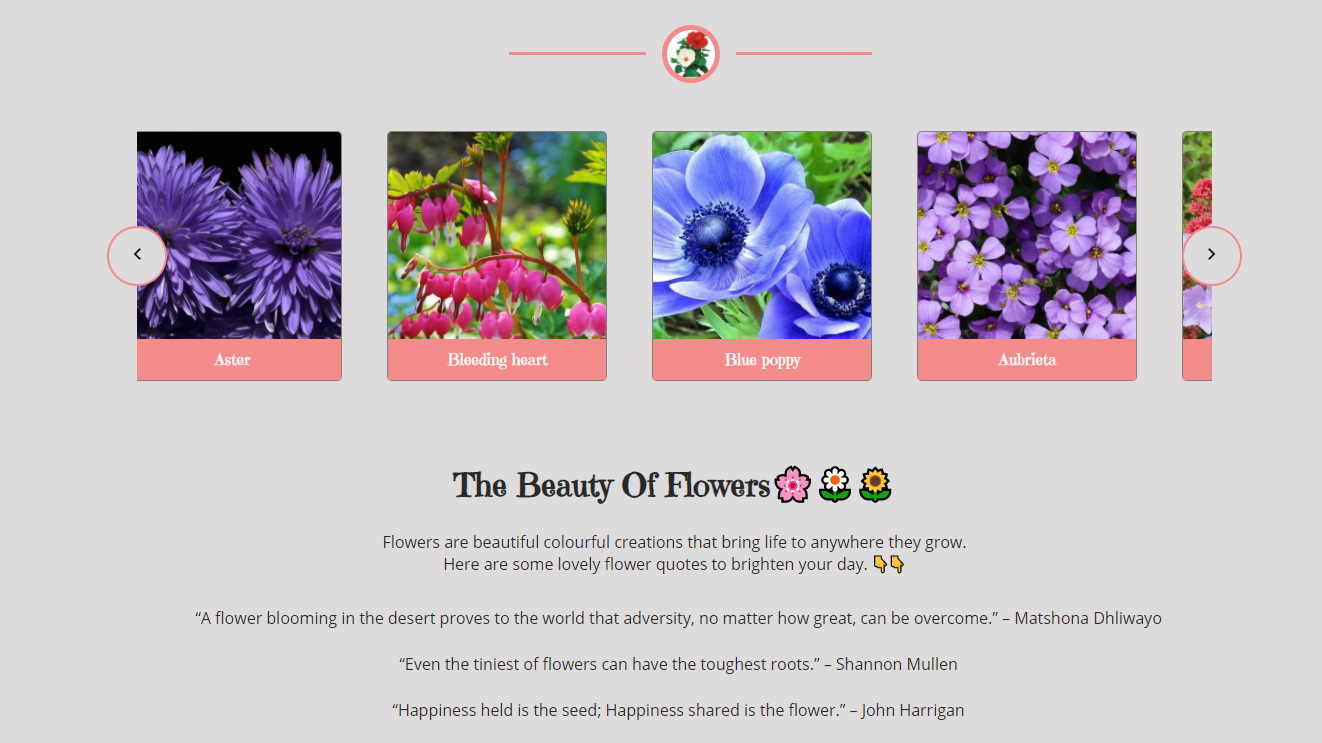 Aster
Bleeding heart
Blue poppy
Aubrieta
The Beauty Of Flowers🌸🌼🌻
Flowers are beautiful colourful creations that bring life to anywhere they grow.
Here are some lovely flower quotes to brighten your day. 👇👇
“A flower blooming in the desert proves to the world that adversity, no matter how great, can be overcome.” – Matshona Dhliwayo
“Even the tiniest of flowers can have the toughest roots.” – Shannon Mullen
“Happiness held is the seed; Happiness shared is the flower.” – John Harrigan